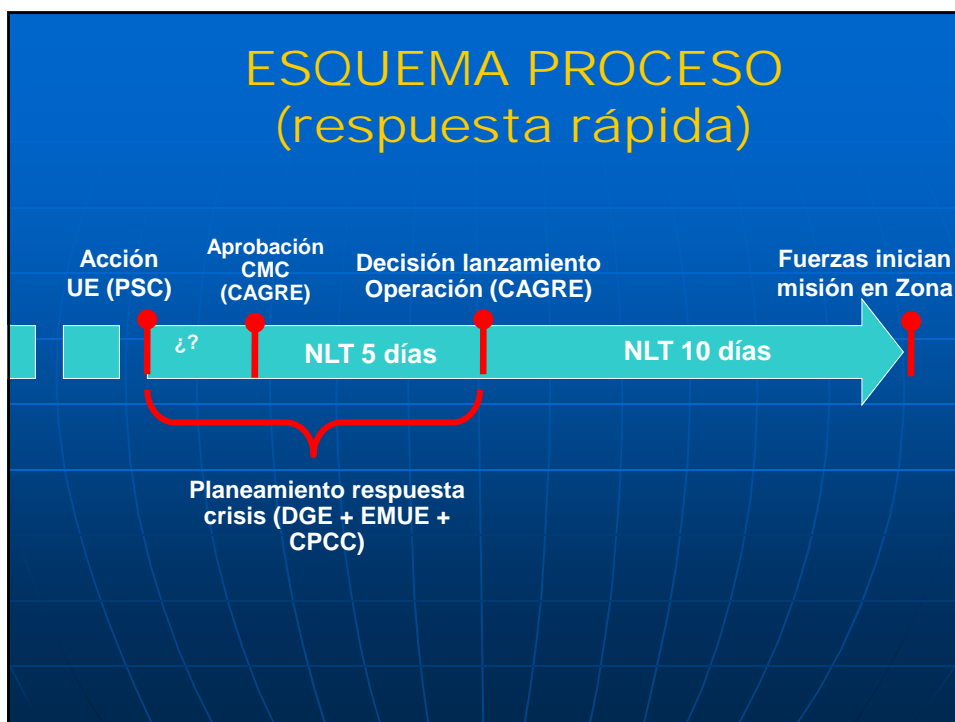 ESQUEMA PROCESO
(respuesta rápida)
Acción
UE (PSC)
Aprobación
CMC
(CAGRE)
Decisión lanzamiento
Operación (CAGRE)
Fuerzas inician
misión en Zona
¿?
NLT 5 días
NLT 10 días
Planeamiento respuesta
crisis (DGE + EMUE +
CPCC)